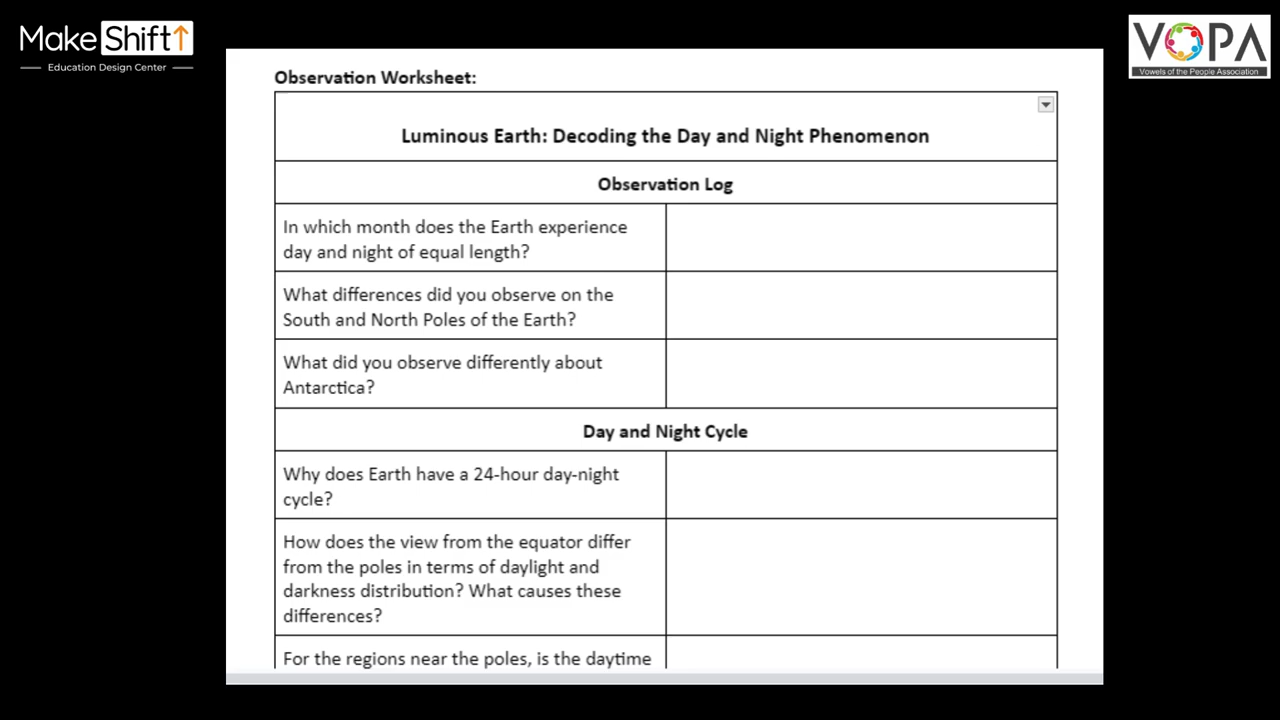 Make Shift↑
Education Design Center
VOPA
Vowels of the People Association
Observation Worksheet:
Luminous Earth: Decoding the Day and Night Phenomenon
Observation Log
In which month does the Earth experience
day and night of equal length?
What differences did you observe on the
South and North Poles of the Earth?
What did you observe differently about
Antarctica?
Day and Night Cycle
Why does Earth have a 24-hour day-night
cycle?
How does the view from the equator differ
from the poles in terms of daylight and
darkness distribution? What causes these
differences?
For the regions near the poles, is the daytime